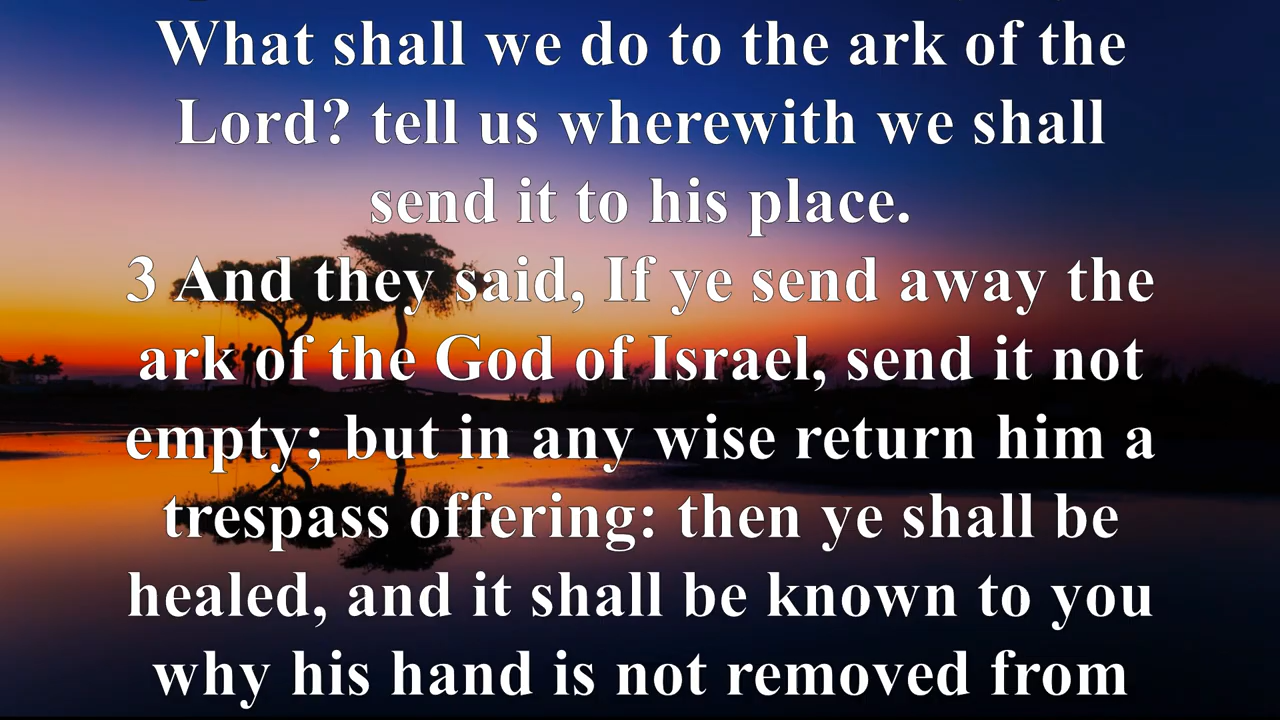 What shall we do to the ark of the
Lord? tell us wherewith we shall
send it to his place.
3 And they said, If ye send away the
ark of the God of Israel, send it not
empty; but in any wise return him a
trespass offering: then ye shall be
healed, and it shall be known to you
why his hand is not removed from